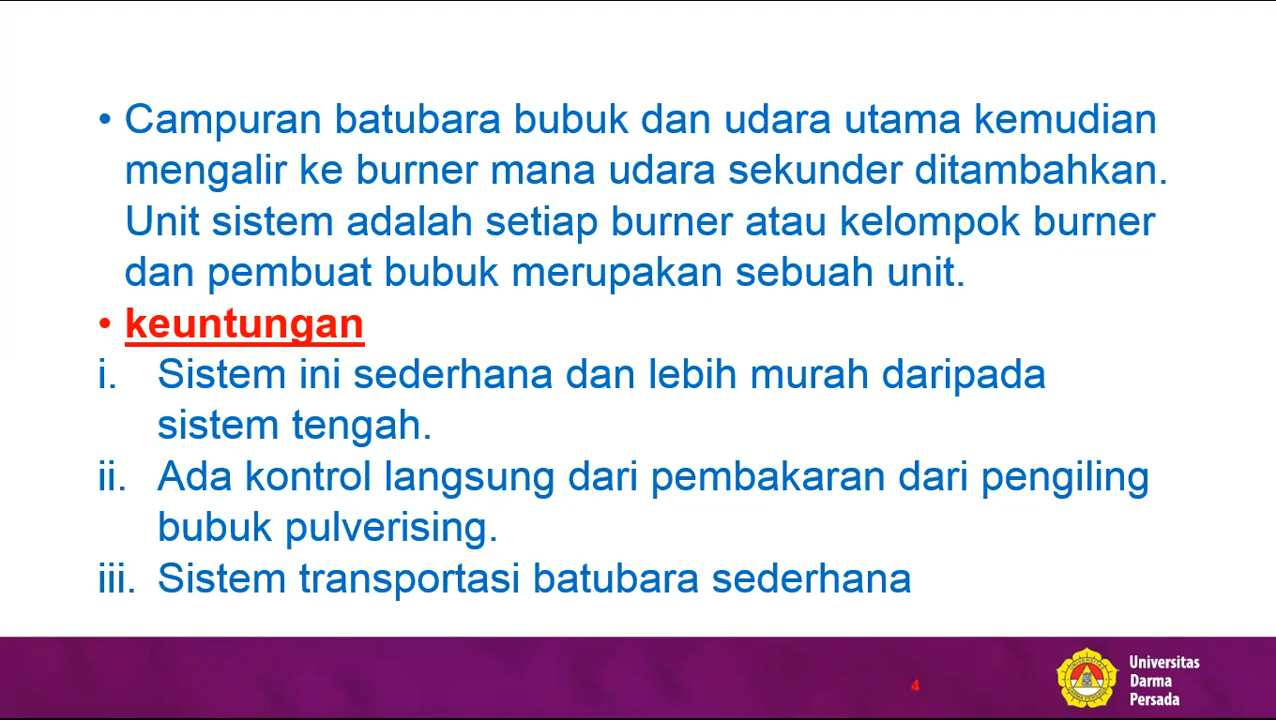 • Campuran batubara bubuk dan udara utama kemudian
mengalir ke burner mana udara sekunder ditambahkan.
Unit sistem adalah setiap burner atau kelompok burner
dan pembuat bubuk merupakan sebuah unit.
• keuntungan
i. Sistem ini sederhana dan lebih murah daripada
sistem tengah.
ii. Ada kontrol langsung dari pembakaran dari pengiling
bubuk pulverising.
iii. Sistem transportasi batubara sederhana
4
Universitas
Darma
Persada